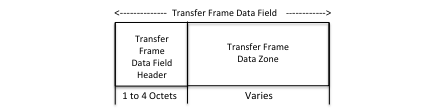 <-------------- Transfer Frame Data Field ------------>
Transfer
Frame
Data Field
Header
Transfer Frame
Data Zone
1 to 4 Octets
Varies